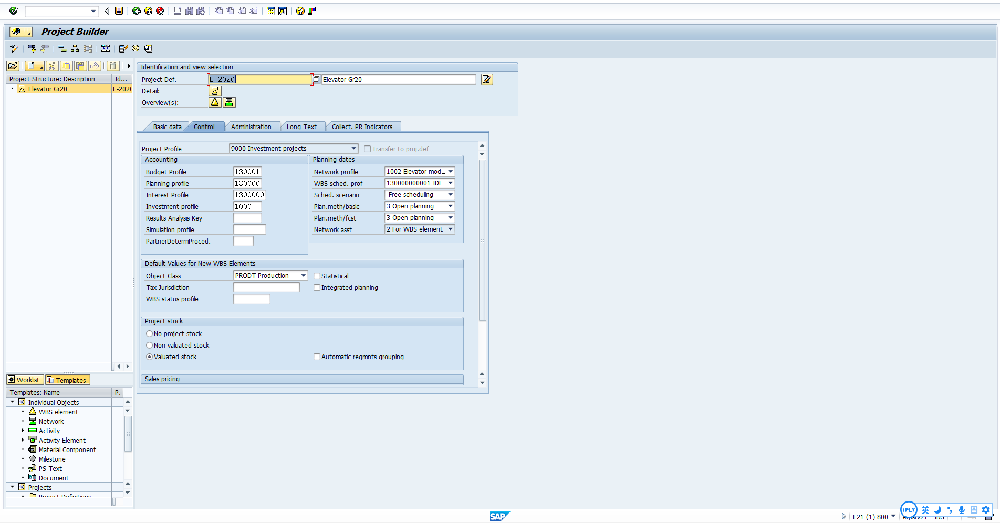 Project Builder
Identification and view selection
Project Structure: Description Id...
Elevator Gr20 E-2020
Project Def. E-2020 Elevator Gr20
Detail:
Overview(s):
Basic data Control Administration Long Text Collect. PR Indicators
Project Profile 9000 Investment projects Transfer to proj.def
Accounting
Budget Profile 130001
Planning profile 130000
Interest Profile 1300000
Investment profile 1000
Results Analysis Key
Simulation profile
PartnerDetermProced.
Planning dates
Network profile 1002 Elevator mod...
WBS sched. prof 130000000001 IDE...
Sched. scenario Free scheduling
Plan.meth/basic 3 Open planning
Plan.meth/fcst 3 Open planning
Network asst 2 For WBS element
Default Values for New WBS Elements
Object Class PRODT Production Statistical
Tax Jurisdiction Integrated planning
WBS status profile
Project stock
No project stock
Non-valuated stock
Valuated stock Automatic reqmnts grouping
Sales pricing
Worklist Templates
Templates: Name P.
Individual Objects
WBS element
Network
Activity
Activity Element
Material Component
Milestone
PS Text
Document
Projects
Project Definitions
SAP
E21 (1) 800 erpsrv21 INS
iFLY 英